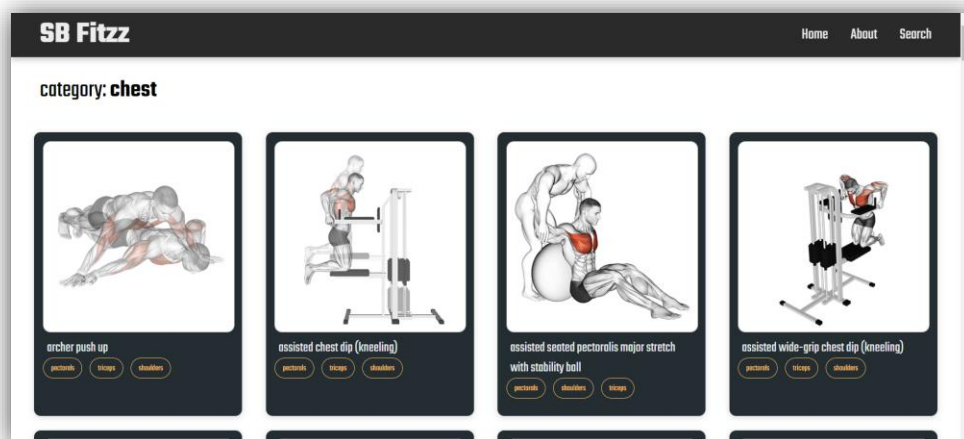 SB Fitzz
Home About Search
category: chest
archer push up
pectorals triceps shoulders
assisted chest dip (kneeling)
pectorals triceps shoulders
assisted seated pectoralis major stretch
with stability ball
pectorals shoulders triceps
assisted wide-grip chest dip (kneeling)
pectorals triceps shoulders